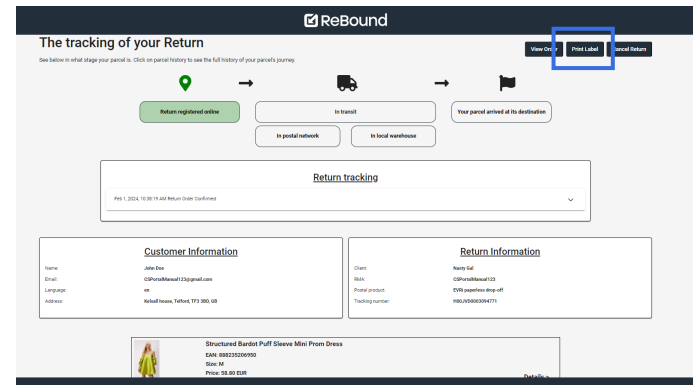 ReBound
The tracking of your Return
View Order Print Label Cancel Return
See below in what stage your parcel is. Click on parcel history to see the full history of your parcel's journey.
Return registered online
In transit
Your parcel arrived at its destination
In postal network
In local warehouse
Return tracking
Feb 1, 2024, 10:38:19 AM Return Order Confirmed
Customer Information
Name: John Doe
Email: CSPortalManual123@gmail.com
Language: en
Address: Kelsall house, Telford, TF3 3BD, GB
Return Information
Client: Nasty Gal
RMA: CSPortalManual123
Postal product: EVRi paperless drop-off
Tracking number: H00JVD0003094771
Structured Bardot Puff Sleeve Mini Prom Dress
EAN: 888235206950
Size: M
Price: 58.80 EUR
Details >